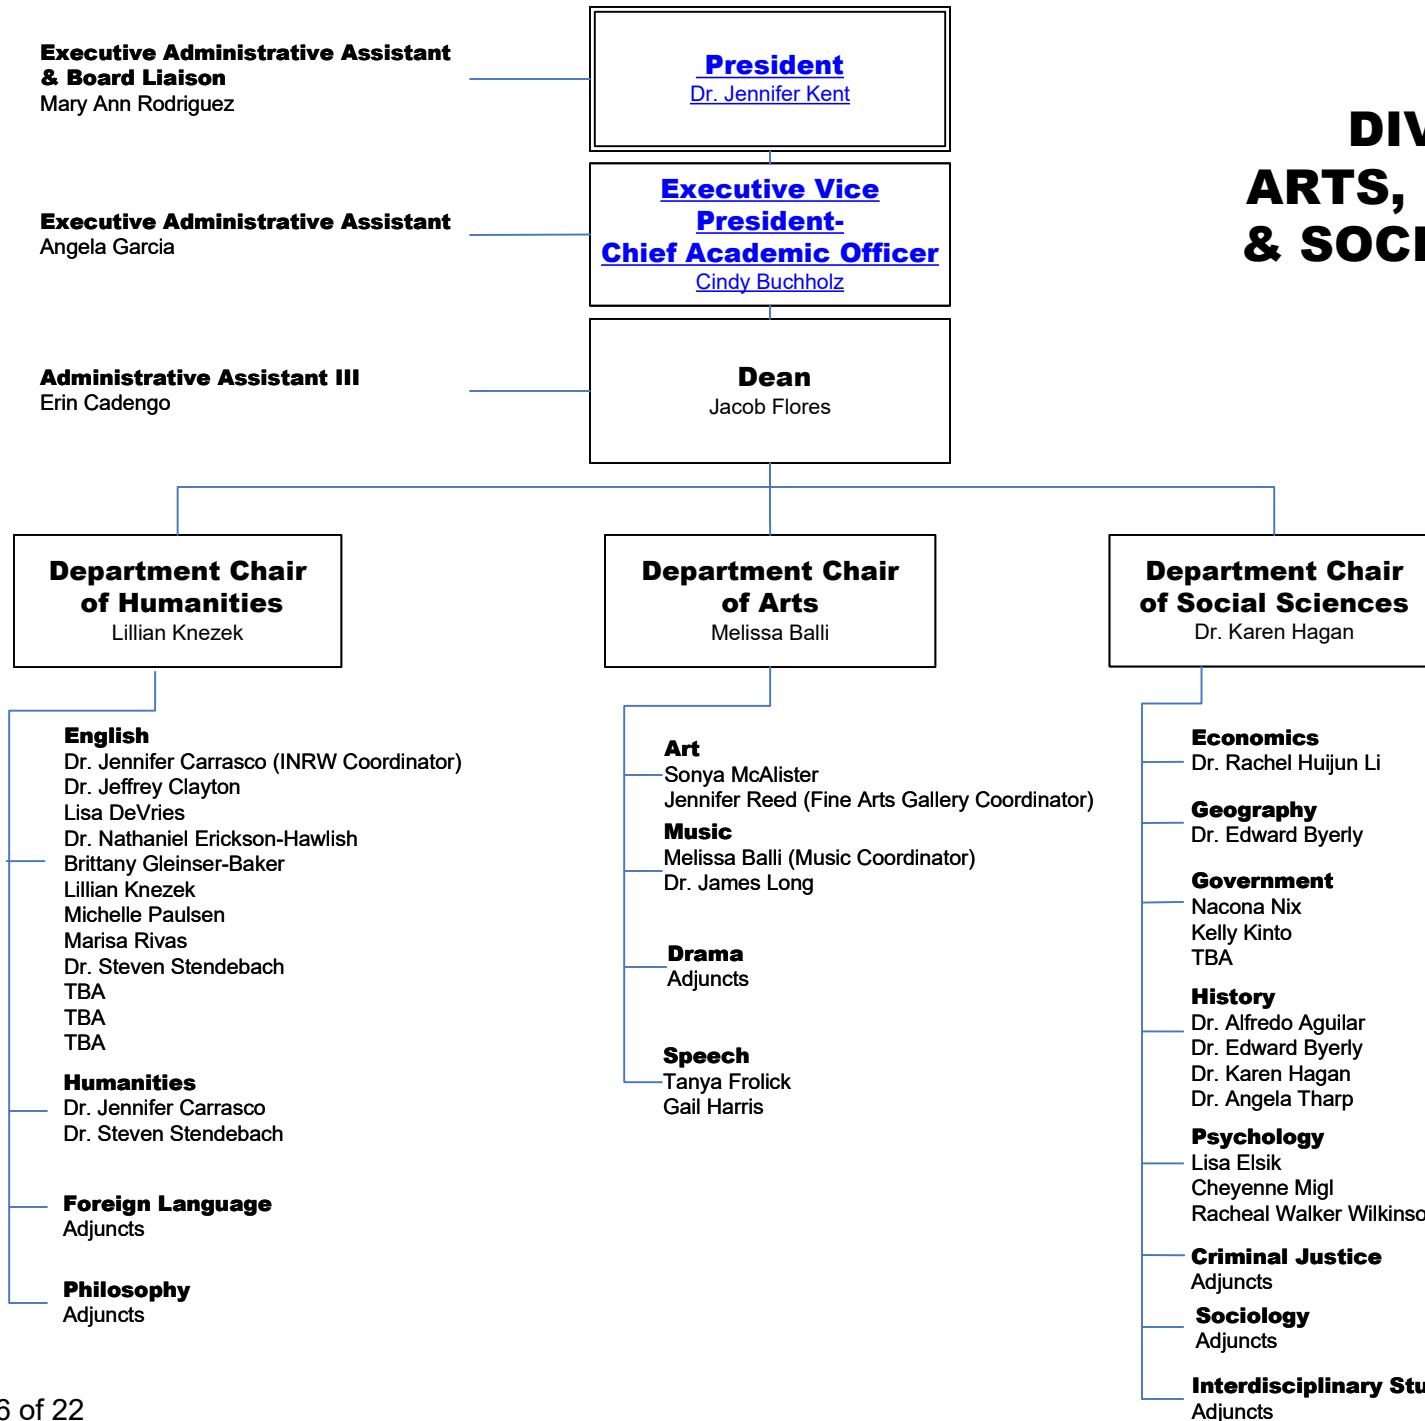 Executive Administrative Assistant
& Board Liaison
Mary Ann Rodriguez
President
Dr. Jennifer Kent
ARTS,
Executive Administrative Assistant
Angela Garcia
Executive Vice
President-
Chief Academic Officer
Cindy Buchholz
&
Administrative Assistant III
Erin Cadengo
Dean
Jacob Flores
Department Chair
of Humanities
Lillian Knezek
Department Chair
of Arts
Melissa Balli
Department Chair
of Social Sciences
Dr. Karen Hagan
English
Dr. Jennifer Carrasco (INRW Coordinator)
Dr. Jeffrey Clayton
Lisa DeVries
Dr. Nathaniel Erickson-Hawlish
Brittany Gleinser-Baker
Lillian Knezek
Michelle Paulsen
Marisa Rivas
Dr. Steven Stendebach
TBA
TBA
TBA
Humanities
Dr. Jennifer Carrasco
Dr. Steven Stendebach
Foreign Language
Adjuncts
Philosophy
Adjuncts
Art
Sonya McAlister
Jennifer Reed (Fine Arts Gallery Coordinator)
Music
Melissa Balli (Music Coordinator)
Dr. James Long
Drama
Adjuncts
Speech
Tanya Frolick
Gail Harris
Economics
Dr. Rachel Huijun Li
Geography
Dr. Edward Byerly
Government
Nacona Nix
Kelly Kinto
TBA
History
Dr. Alfredo Aguilar
Dr. Edward Byerly
Dr. Karen Hagan
Dr. Angela Tharp
Psychology
Lisa Elsik
Cheyenne Migl
Racheal Walker
Criminal Justice
Adjuncts
Sociology
Adjuncts
Interdisciplinary
Adjuncts
6 of 22